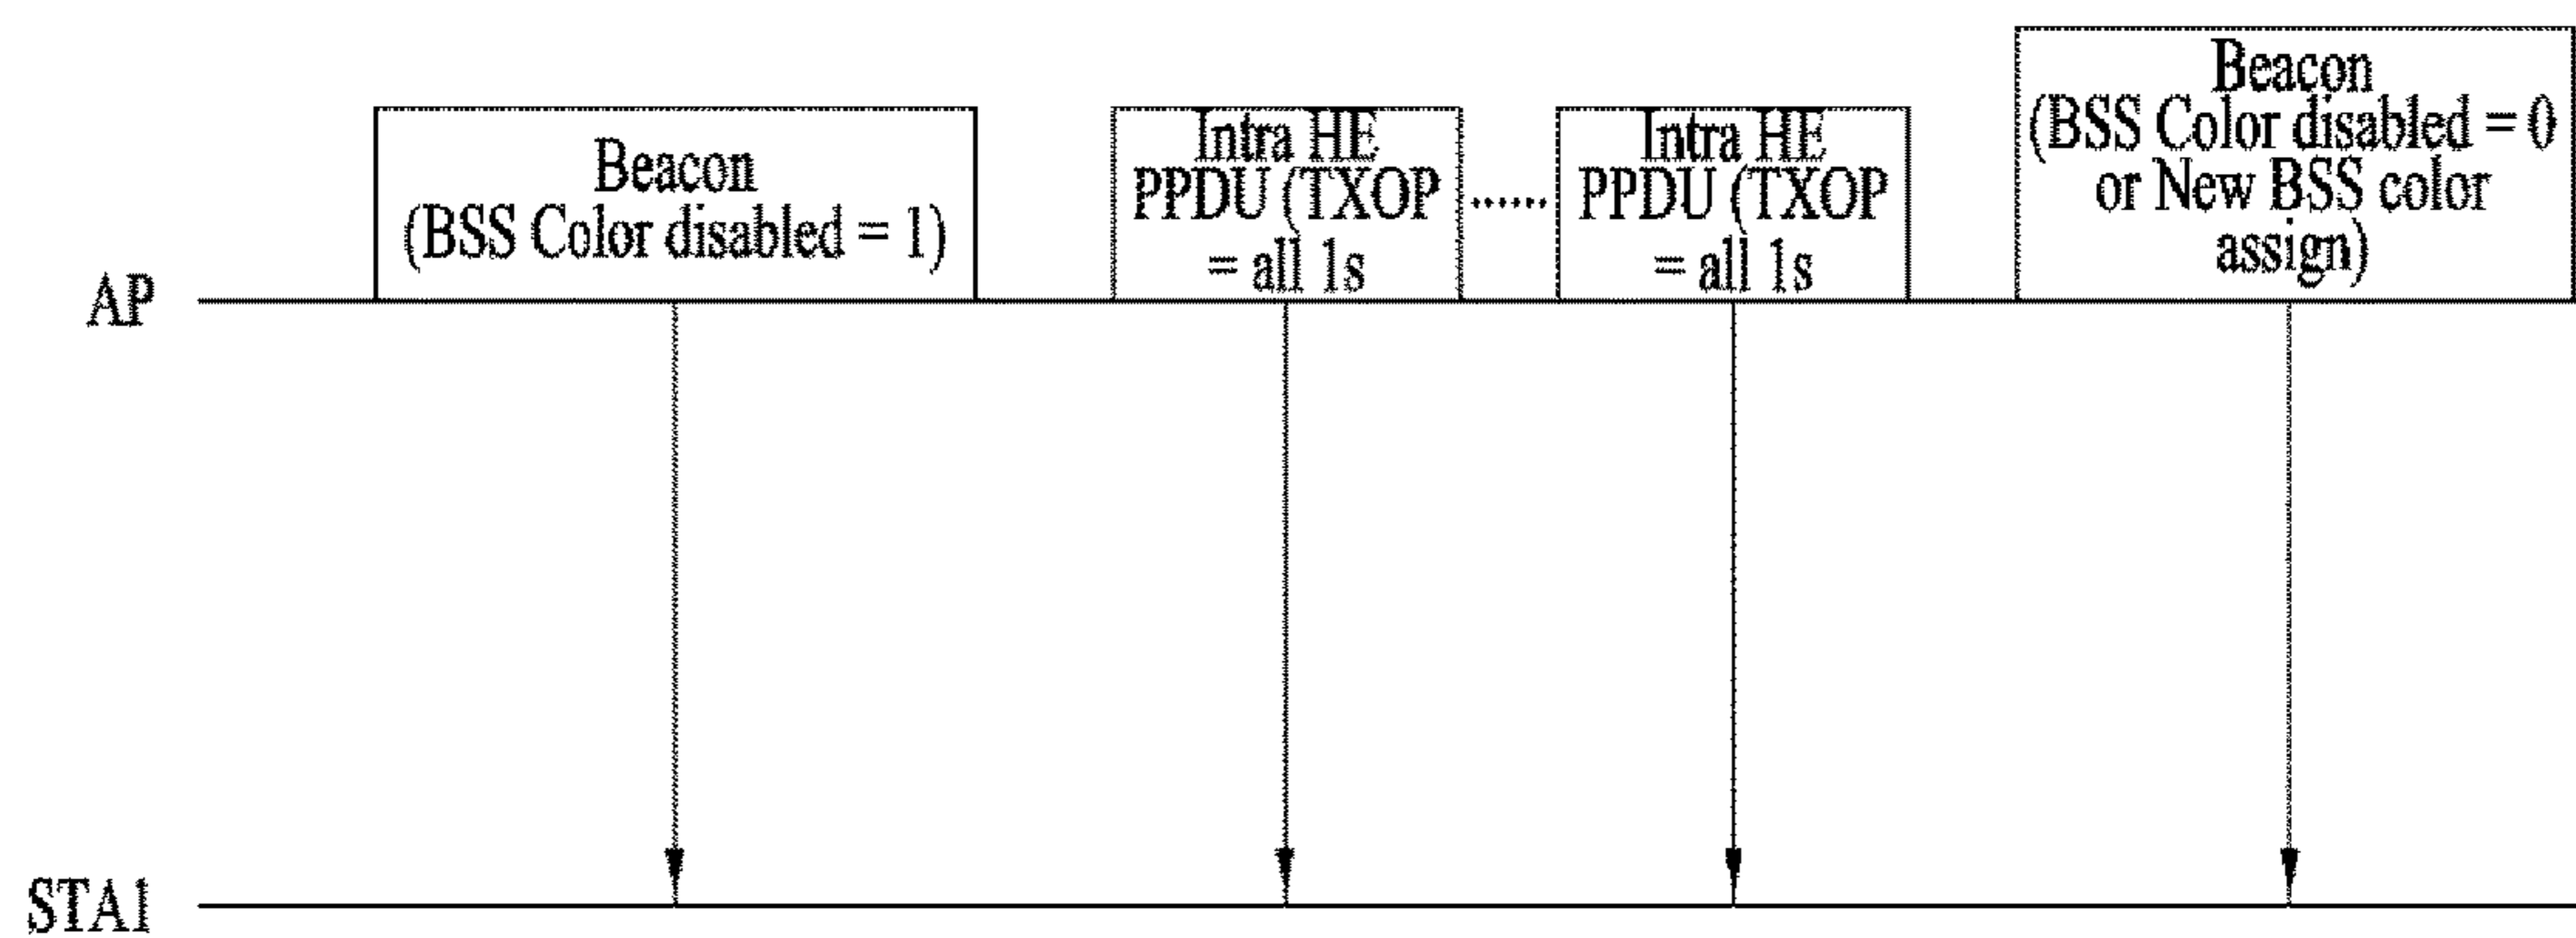 Beacon
(BSS Color disabled = 1)
Intra HE
PPDU (TXOP
= all 1s
Intra HE
PPDU (TXOP
= all 1s
Beacon
(BSS Color disabled = 0
or New BSS color
assign)
AP
STA1